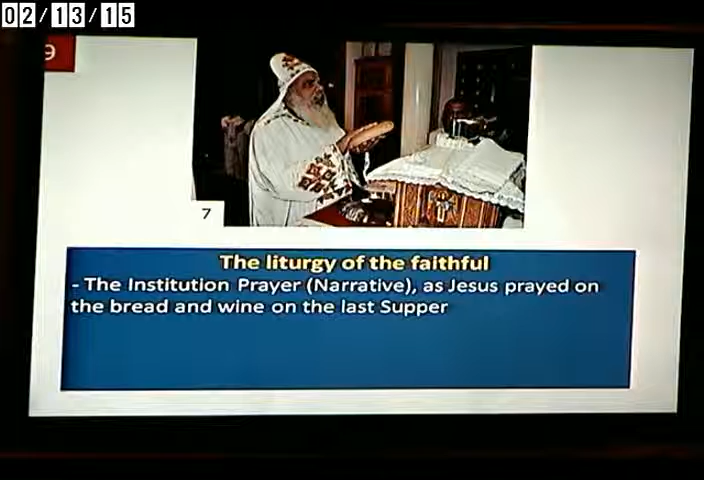 02/13/15
9
7
The liturgy of the faithful
- The Institution Prayer (Narrative), as Jesus prayed on
the bread and wine on the last Supper